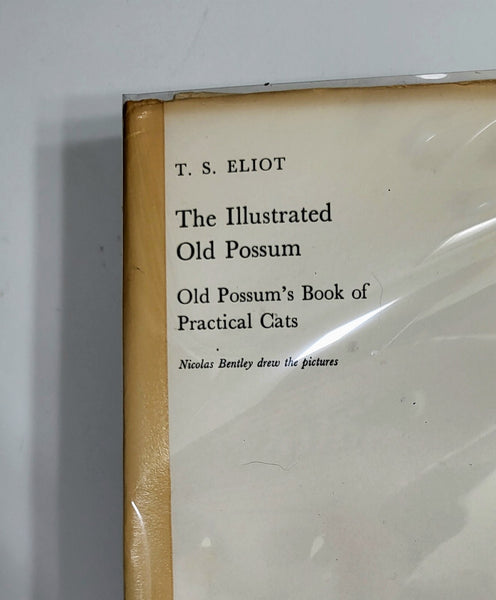 T. S. ELIOT
The Illustrated
Old Possum
Old Possum's Book of
Practical Cats
Nicolas Bentley drew the pictures